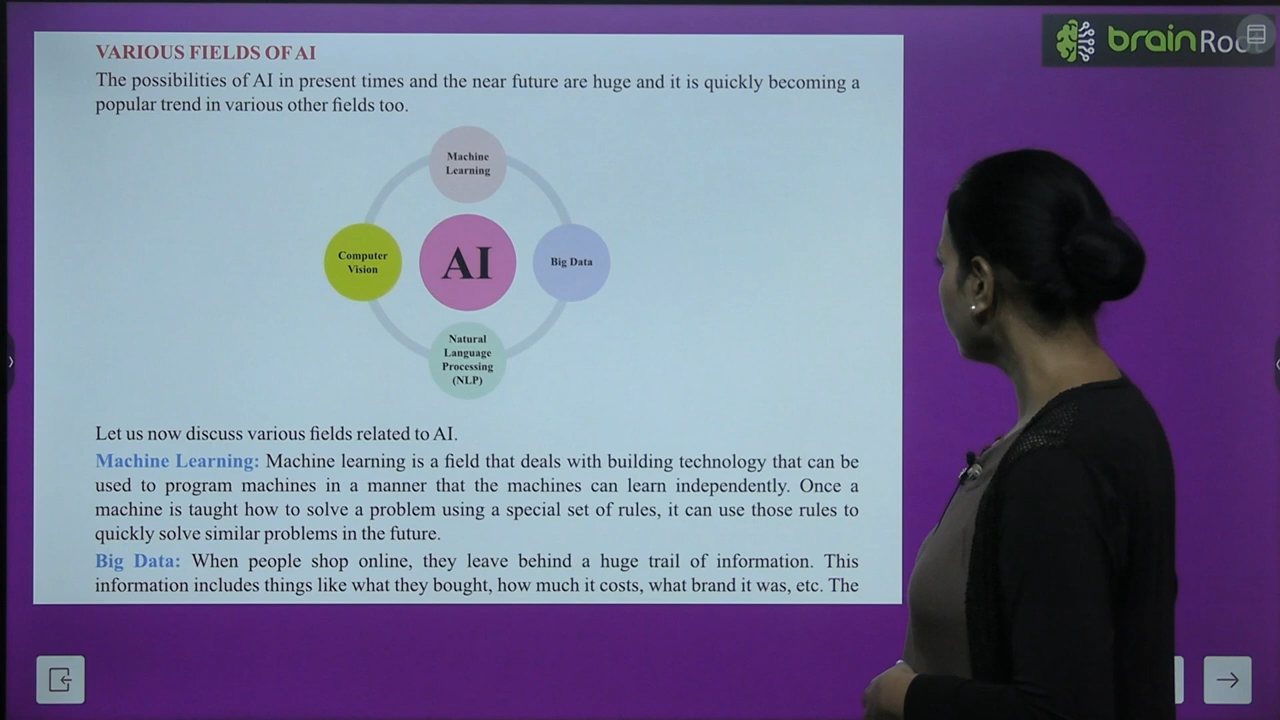 VARIOUS FIELDS OF AI
The possibilities of AI in present times and the near future are huge and it is quickly becoming a
popular trend in various other fields too.
Machine
Learning
Computer
Vision
AI
Big Data
Natural
Language
Processing
(NLP)
Let us now discuss various fields related to AI.
Machine Learning: Machine learning is a field that deals with building technology that can be
used to program machines in a manner that the machines can learn independently. Once a
machine is taught how to solve a problem using a special set of rules, it can use those rules to
quickly solve similar problems in the future.
Big Data: When people shop online, they leave behind a huge trail of information. This
information includes things like what they bought, how much it costs, what brand it was, etc. The
brain